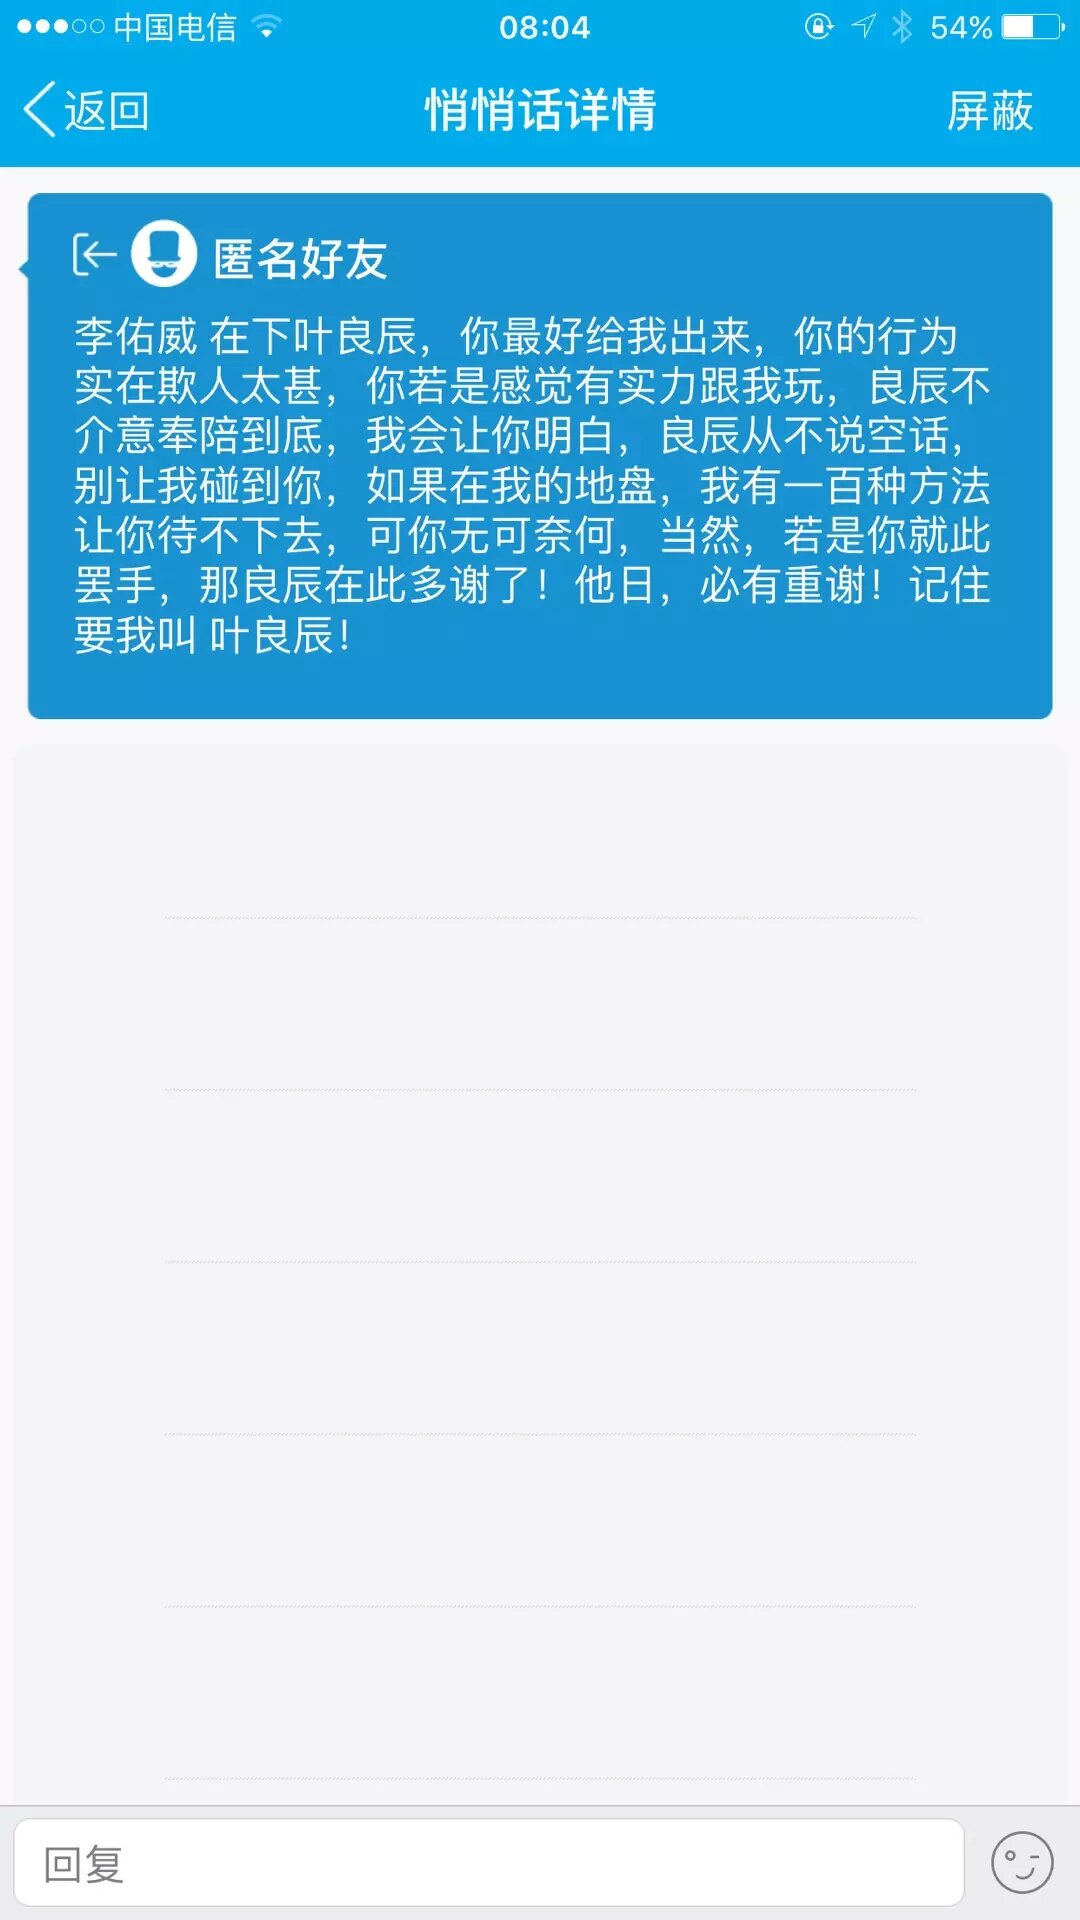 中国电信
08:04
54%
返回
悄悄话详情
屏蔽
匿名好友
李佑威 在下叶良辰，你最好给我出来，你的行为
实在欺人太甚，你若是感觉有实力跟我玩，良辰不
介意奉陪到底，我会让你明白，良辰从不说空话，
别让我碰到你，如果在我的地盘，我有一百种方法
让你待不下去，可你无可奈何，当然，若是你就此
罢手，那良辰在此多谢了！他日，必有重谢！记住
要我叫 叶良辰！
回复